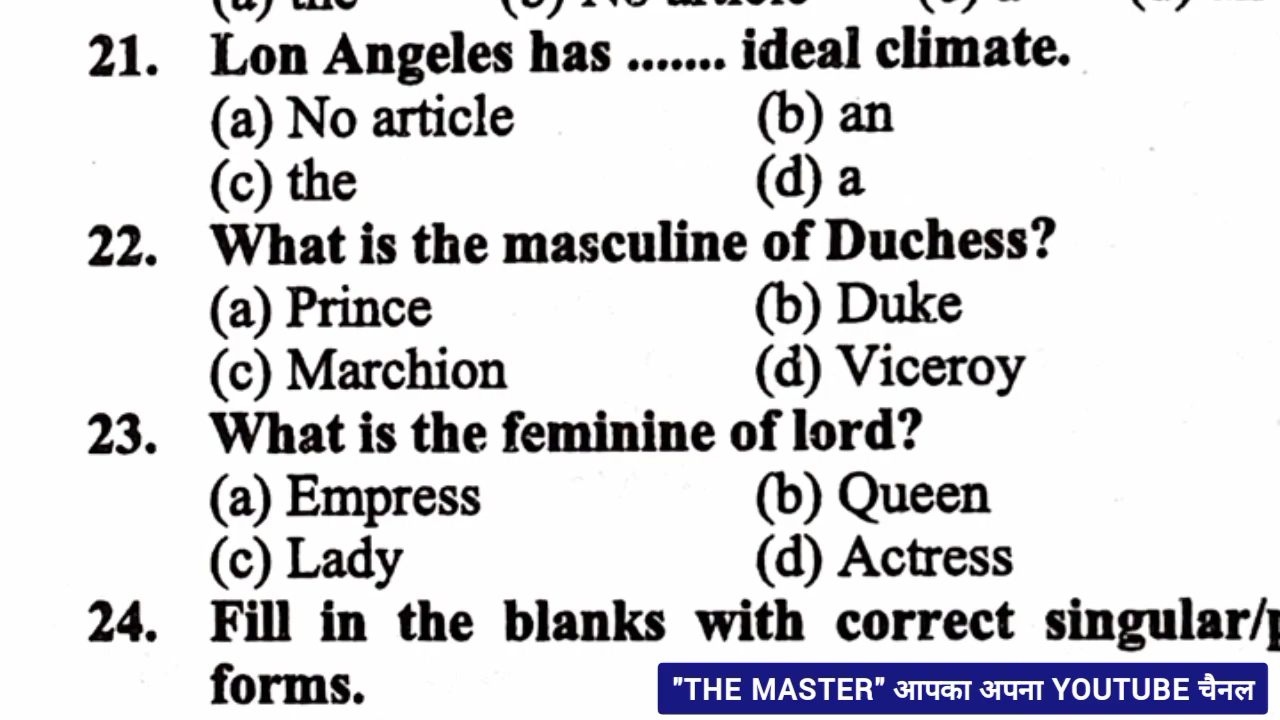 21. Lon Angeles has ....... ideal climate.
(a) No article (b) an
(c) the (d) a
22. What is the masculine of Duchess?
(a) Prince (b) Duke
(c) Marchion (d) Viceroy
23. What is the feminine of lord?
(a) Empress (b) Queen
(c) Lady (d) Actress
24. Fill in the blanks with correct singular/
forms.
"THE MASTER" आपका अपना YOUTUBE चैनल